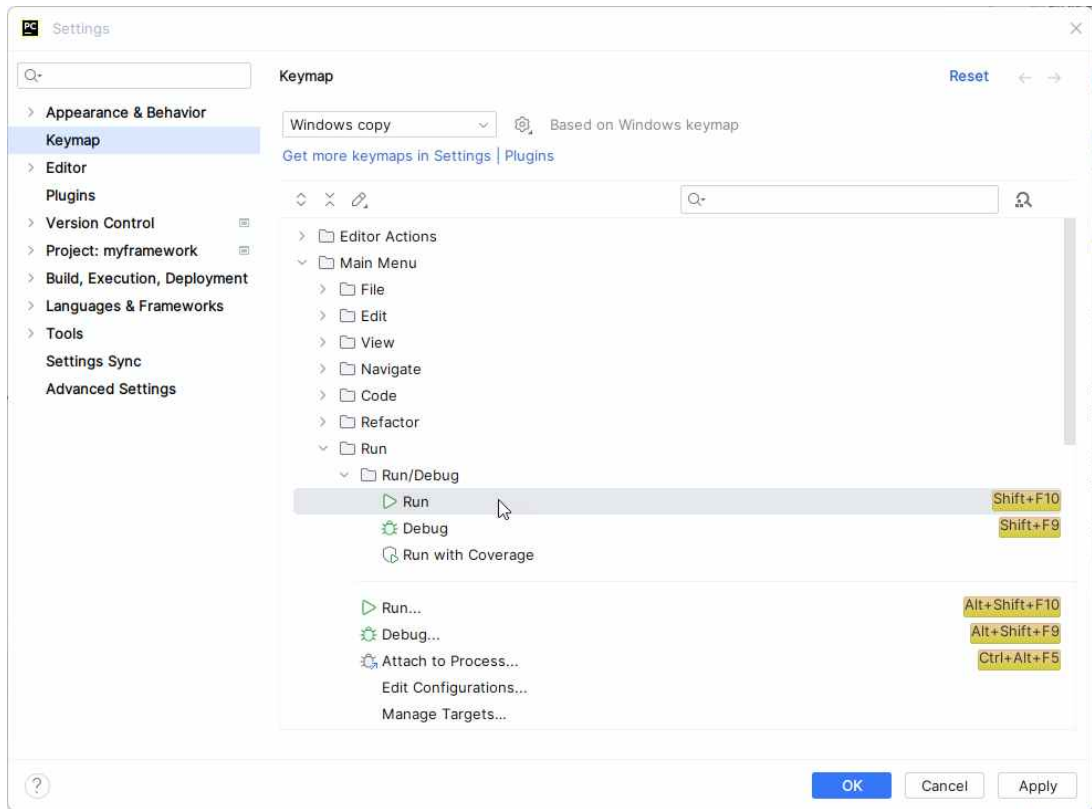 PC Settings
Keymap Reset
Appearance & Behavior
Keymap
Editor
Plugins
Version Control
Project: myframework
Build, Execution, Deployment
Languages & Frameworks
Tools
Settings Sync
Advanced Settings
Windows copy Based on Windows keymap
Get more keymaps in Settings | Plugins
Editor Actions
Main Menu
File
Edit
View
Navigate
Code
Refactor
Run
Run/Debug
Run Shift+F10
Debug Shift+F9
Run with Coverage
Run... Alt+Shift+F10
Debug... Alt+Shift+F9
Attach to Process... Ctrl+Alt+F5
Edit Configurations...
Manage Targets...
? OK Cancel Apply